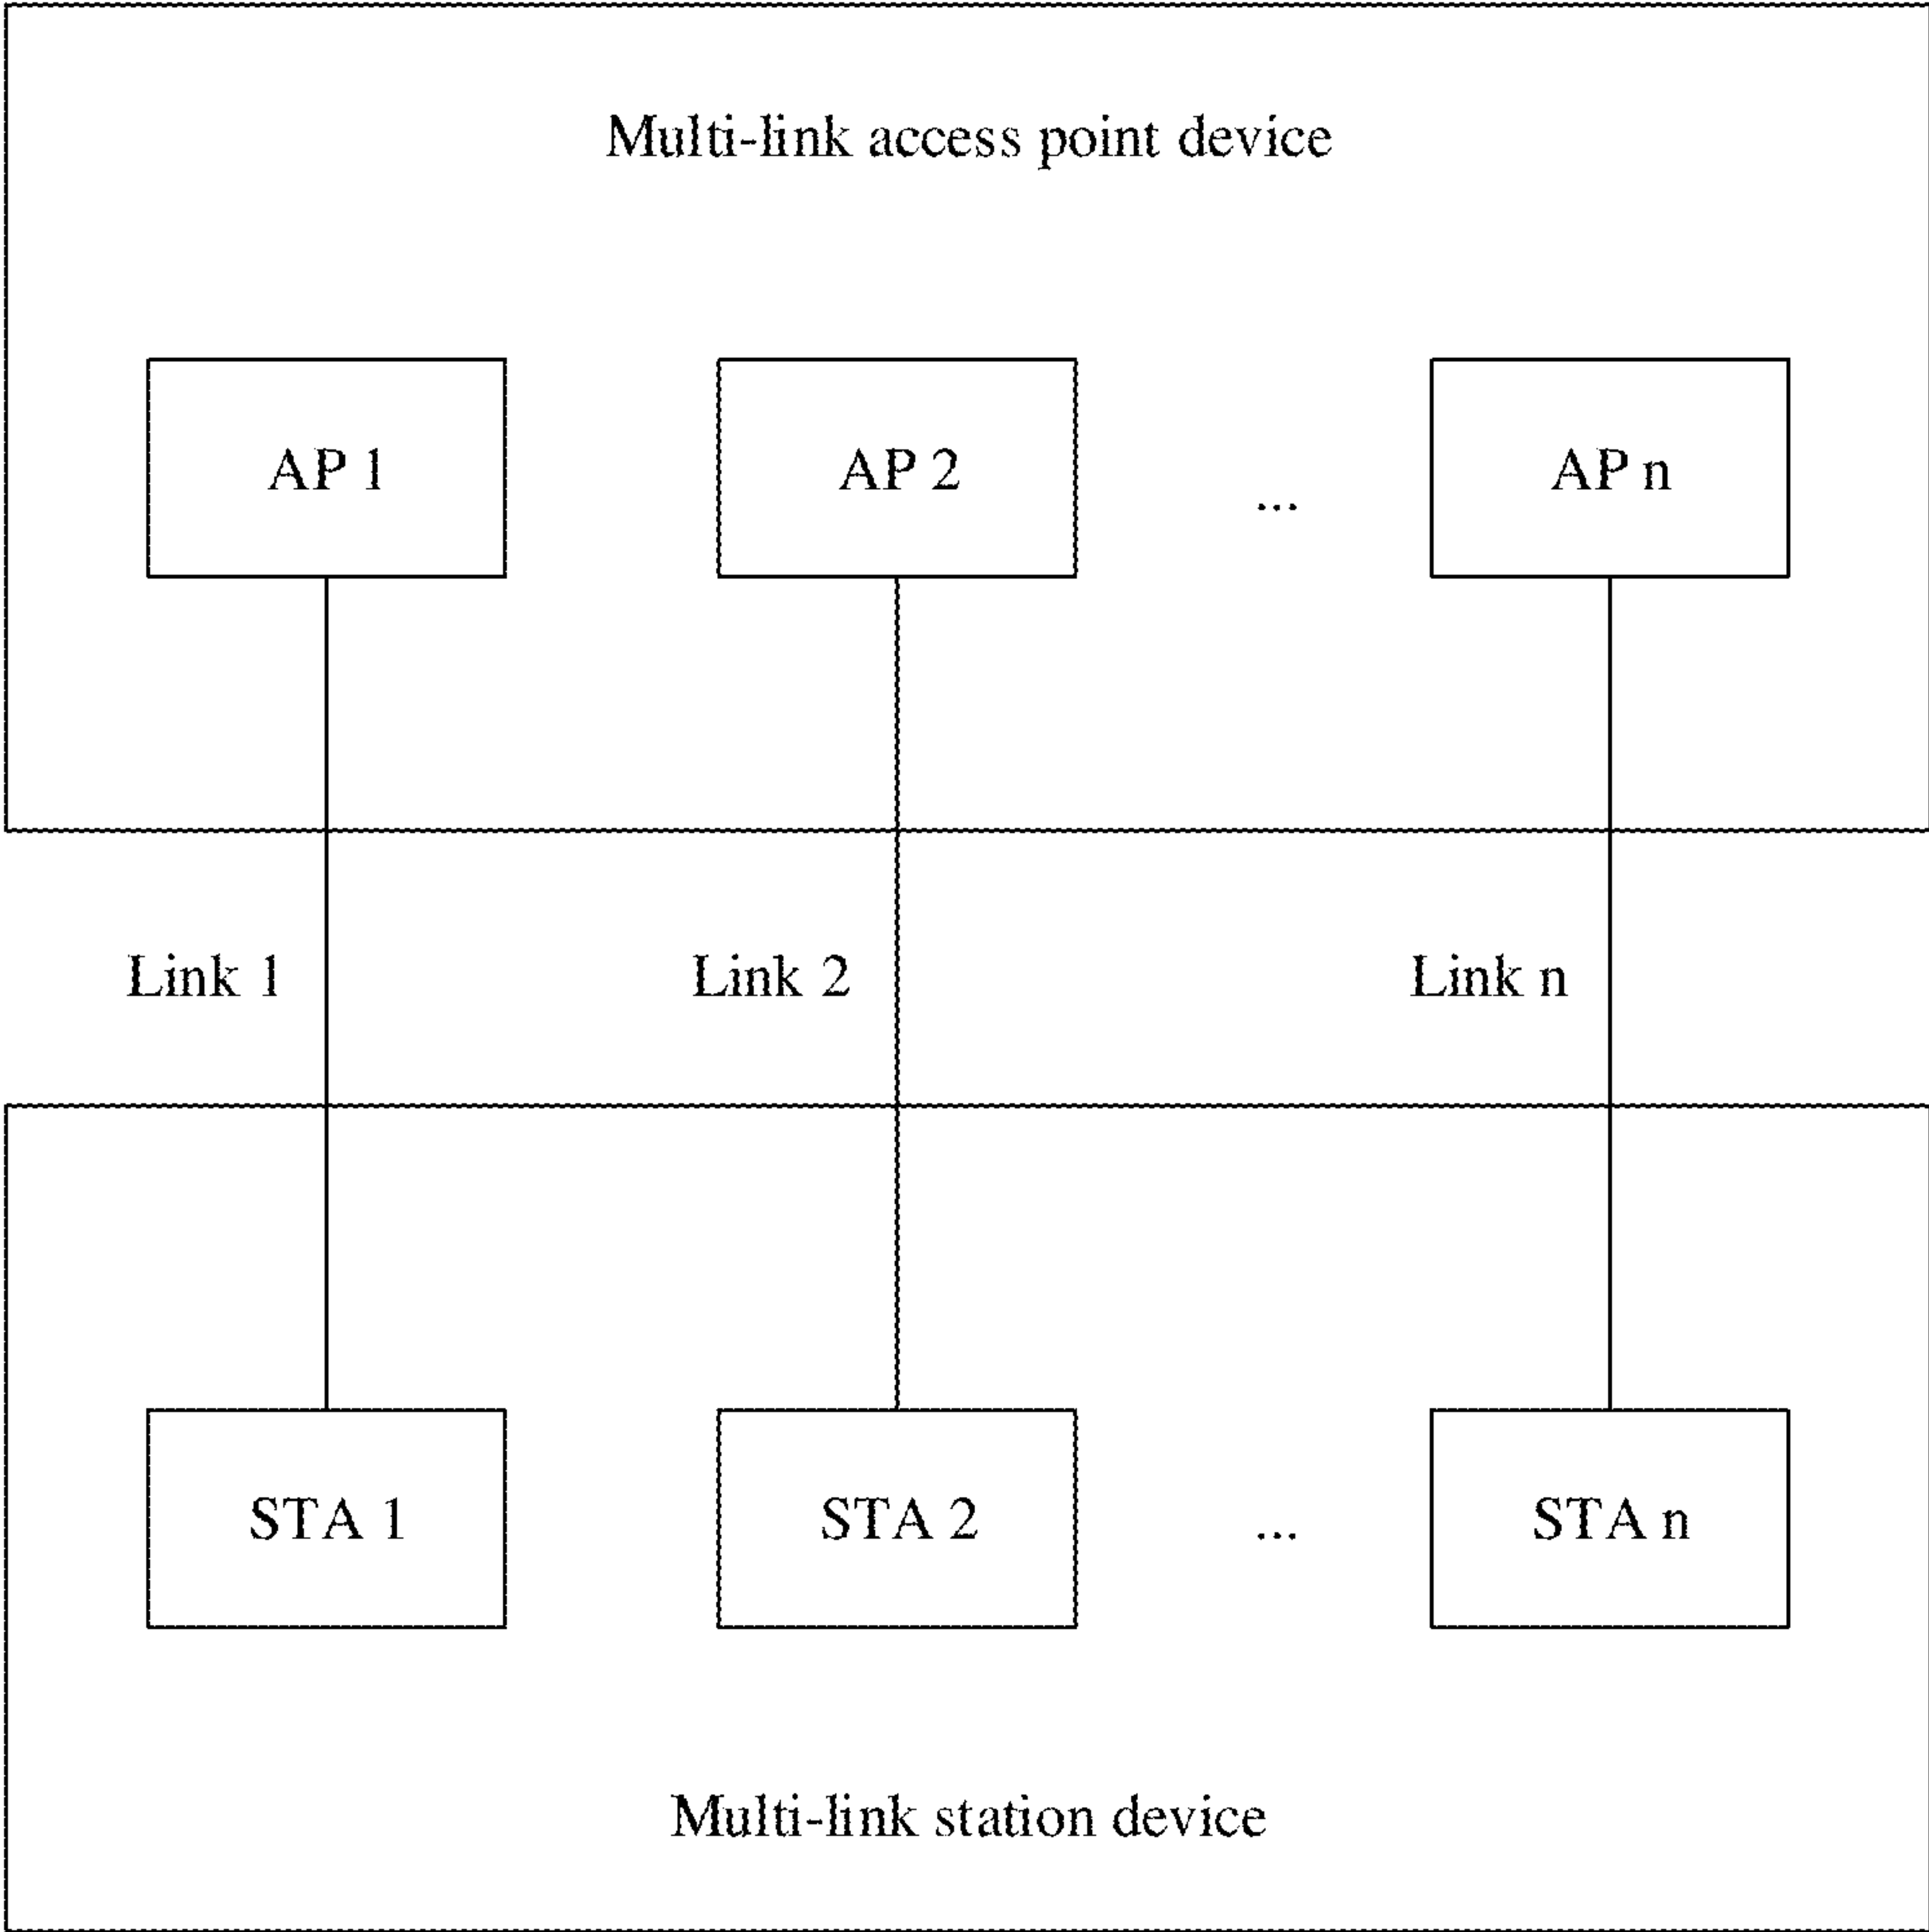 Multi-link access point device
AP 1
AP 2
...
AP n
Link 1
Link 2
Link n
STA 1
STA 2
...
STA n
Multi-link station device